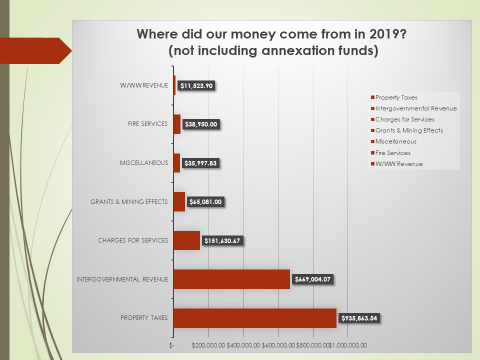 Where did our money come from in 2019?
(not including annexation funds)
W/WW REVENUE
$11,523.90
FIRE SERVICES
$38,950.00
MISCELLANEOUS
$35,997.83
GRANTS & MINING EFFECTS
$65,081.00
CHARGES FOR SERVICES
$151,630.67
INTERGOVERNMENTAL REVENUE
$669,004.07
PROPERTY TAXES
$935,863.54
$- $200,000.00 $400,000.00 $600,000.00 $800,000.00 $1,000,000.00
Property Taxes
Intergovernmental Revenue
Charges for Services
Grants & Mining Effects
Miscellaneous
Fire Services
W/WW Revenue